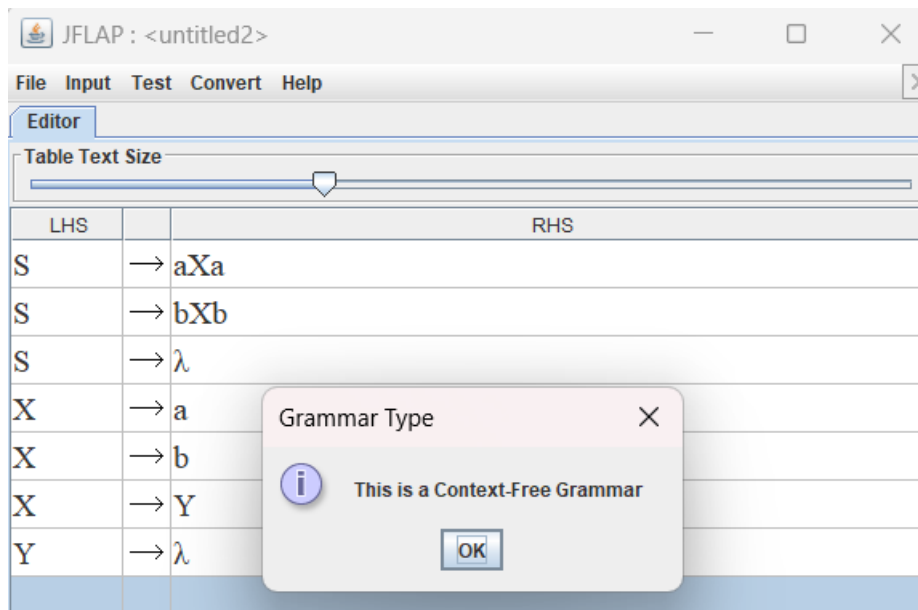 JFLAP : <untitled2>
File Input Test Convert Help
Editor
Table Text Size
LHS RHS
S → aXa
S → bXb
S → λ
X → a
X → b
X → Y
Y → λ
Grammar Type
This is a Context-Free Grammar
OK